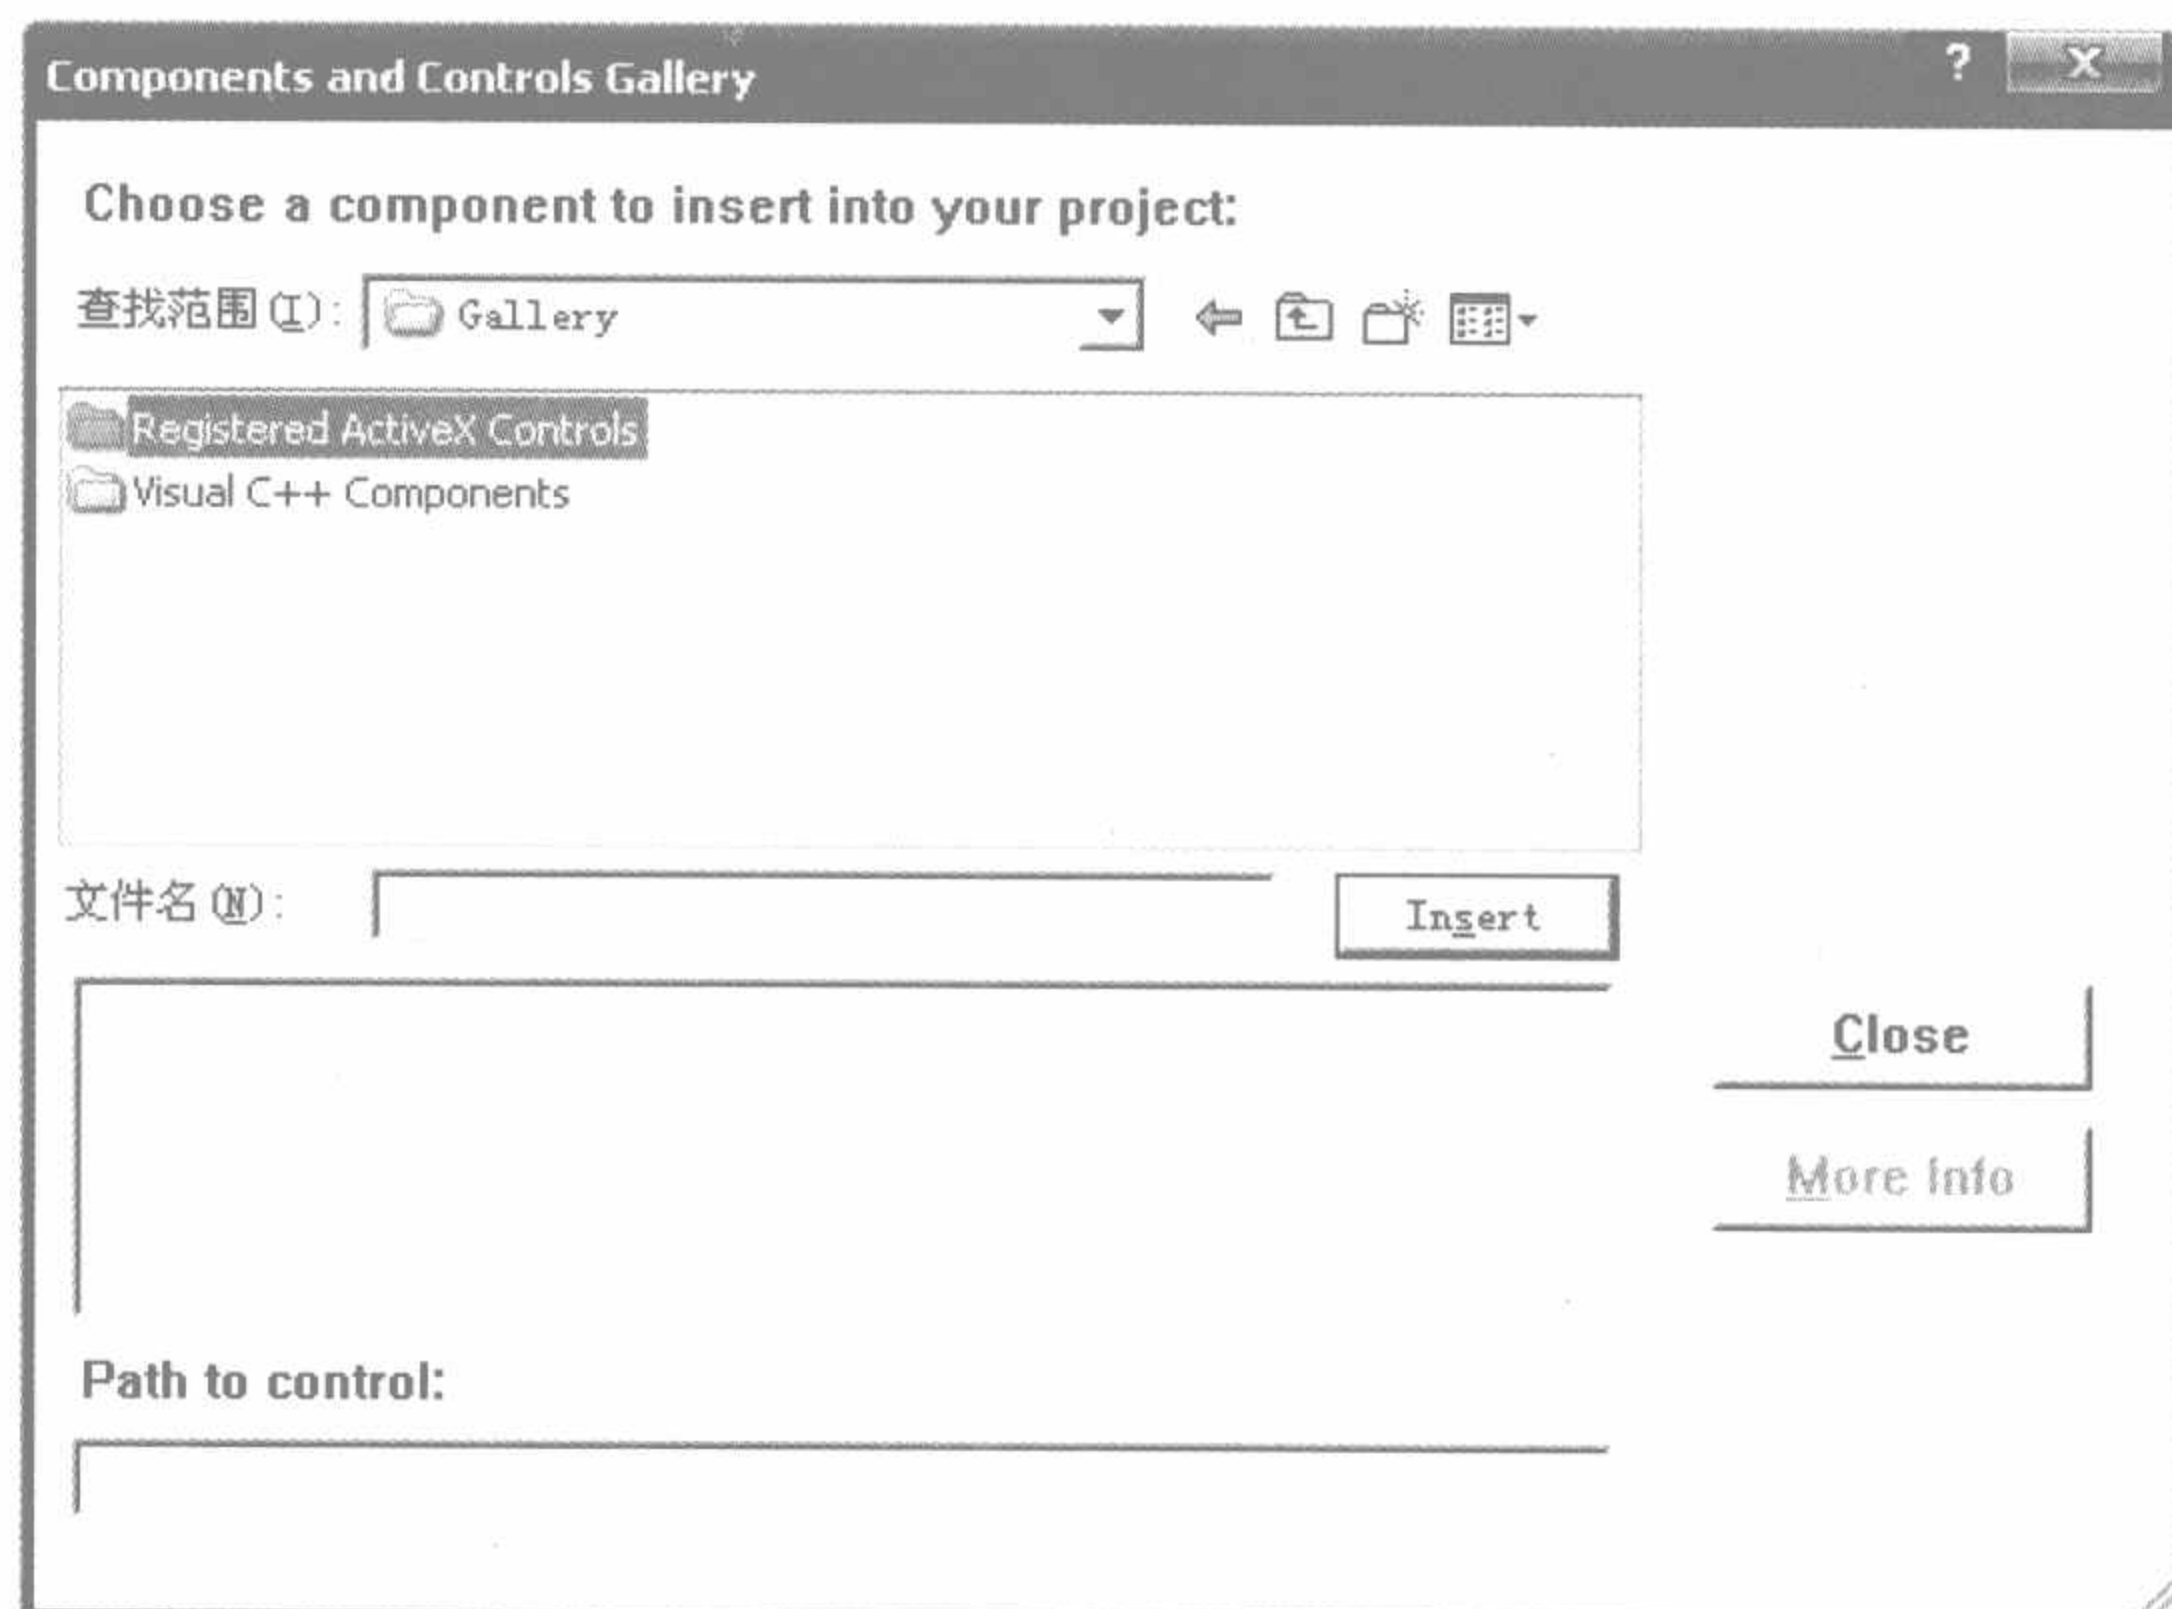 Components and Controls Gallery ? X
Choose a component to insert into your project:
查找范围(I): Gallery
Registered ActiveX Controls
Visual C++ Components
文件名(N): Insert
Close
More Info
Path to control: